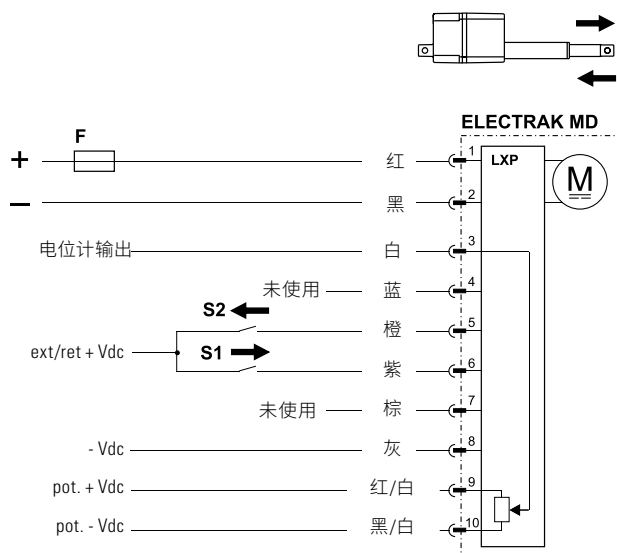 ELECTRAK MD
F
+ 红 1 LXP
M
− 黑 2
电位计输出 白 3
未使用 蓝 4
S2 橙 5
ext/ret + Vdc S1
紫 6
未使用 棕 7
- Vdc 灰 8
pot. + Vdc 红/白 9
pot. - Vdc 黑/白 10